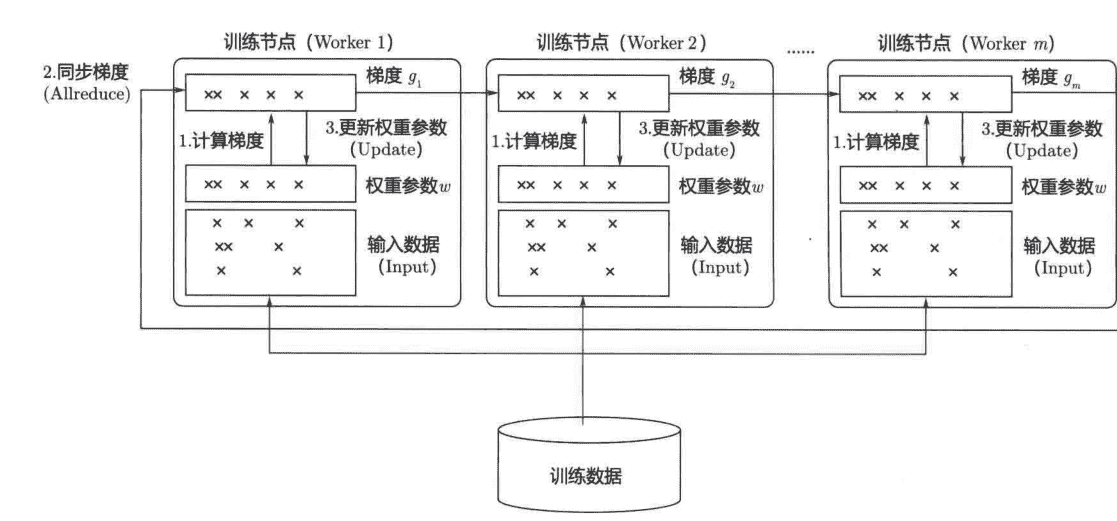 训练节点（Worker 1）
训练节点（Worker 2）
······
训练节点（Worker m）
2.同步梯度
(Allreduce)
×× × × ×
梯度 g₁
×× × × ×
梯度 g₂
×× × × ×
梯度 gₘ
1.计算梯度
3.更新权重参数
（Update）
1.计算梯度
3.更新权重参数
（Update）
1.计算梯度
3.更新权重参数
（Update）
×× × × ×
权重参数w
×× × × ×
权重参数w
×× × × ×
权重参数w
× × ×
×× ×
× ×
输入数据
（Input）
× × ×
×× ×
× ×
输入数据
（Input）
× × ×
×× ×
× ×
输入数据
（Input）
训练数据